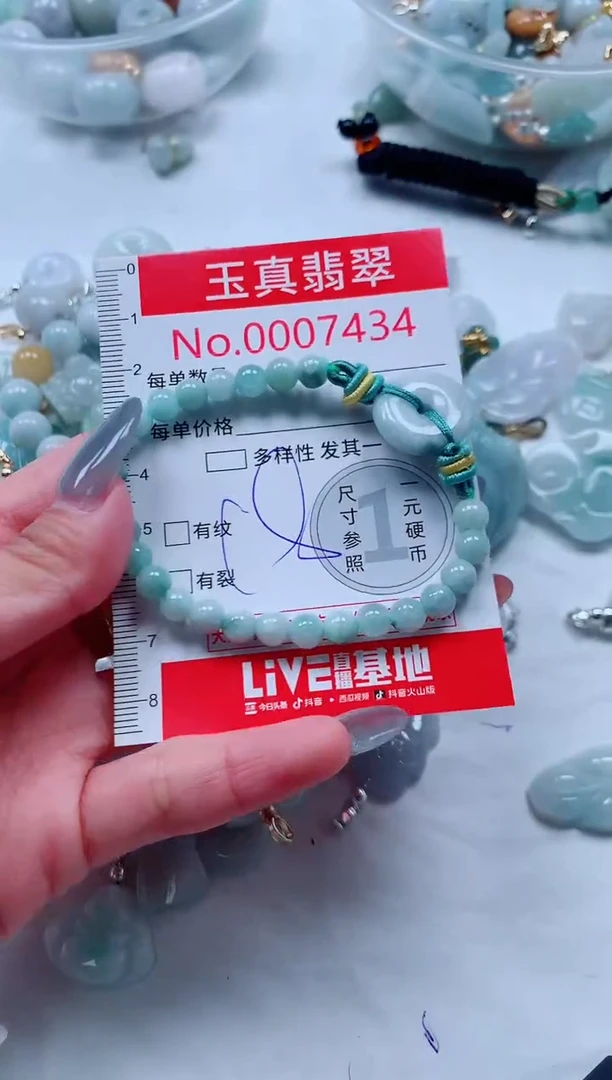 玉真翡翠
No.0007434
每单数
每单价格
多样性 发其一
有纹
有裂
尺寸参照
1
一元硬币
LiVE直播基地
今日头条 抖音 西瓜视频 抖音火山版
0
1
2
4
5
7
8